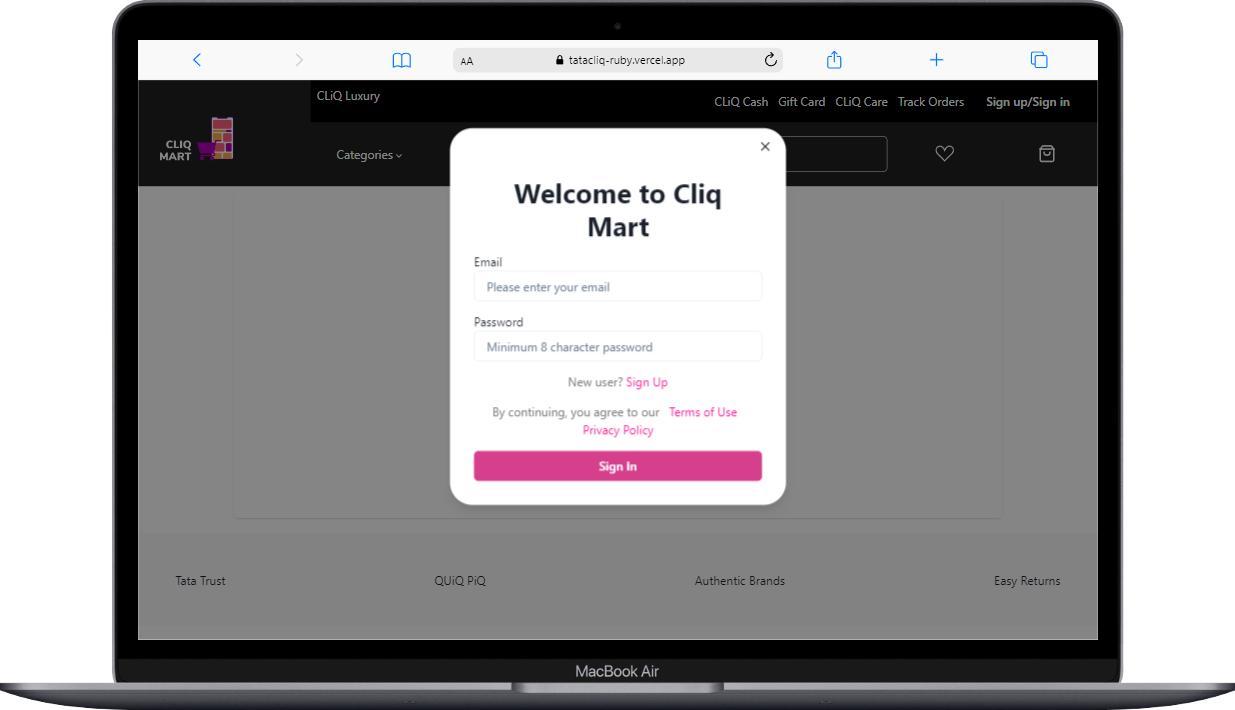 AA
tatacliq-ruby.vercel.app
CLiQ Luxury
CLiQ Cash Gift Card CLiQ Care Track Orders Sign up/Sign in
CLIQ
MART
Categories
Welcome to Cliq
Mart
Email
Please enter your email
Password
Minimum 8 character password
New user? Sign Up
By continuing, you agree to our Terms of Use
Privacy Policy
Sign In
Tata Trust QUiQ PiQ Authentic Brands Easy Returns
MacBook Air